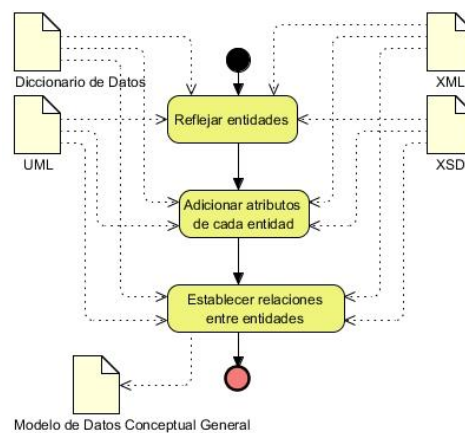 Diccionario de Datos
XML
Reflejar entidades
UML
XSD
Adicionar atributos
de cada entidad
Establecer relaciones
entre entidades
Modelo de Datos Conceptual General